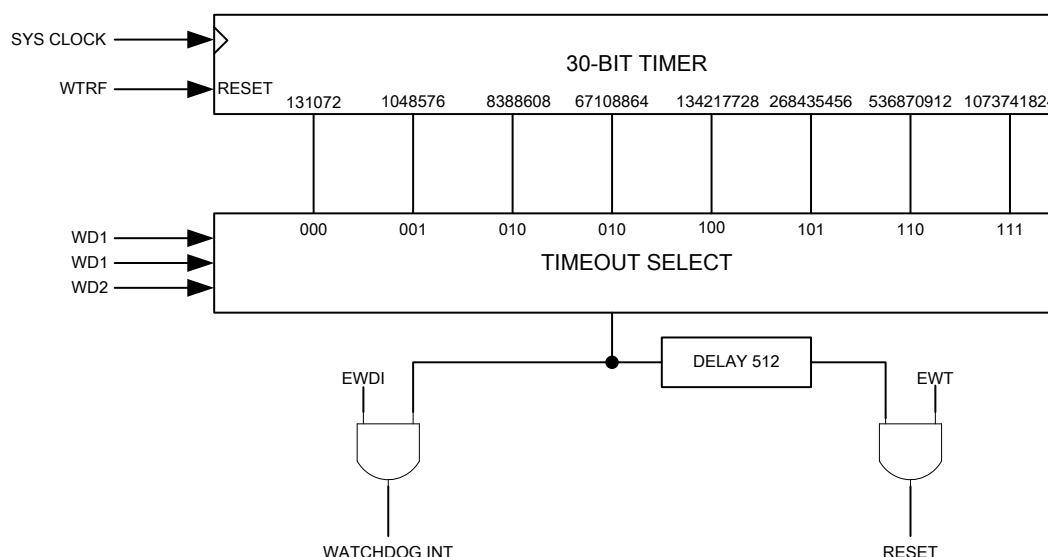 SYS CLOCK
30-BIT TIMER
WTRF
RESET
131072 1048576 8388608 67108864 134217728 268435456 536870912 1073741824
000 001 010 010 100 101 110 111
WD1
TIMEOUT SELECT
WD1
WD2
DELAY 512
EWDI
EWT
WATCHDOG INT
RESET